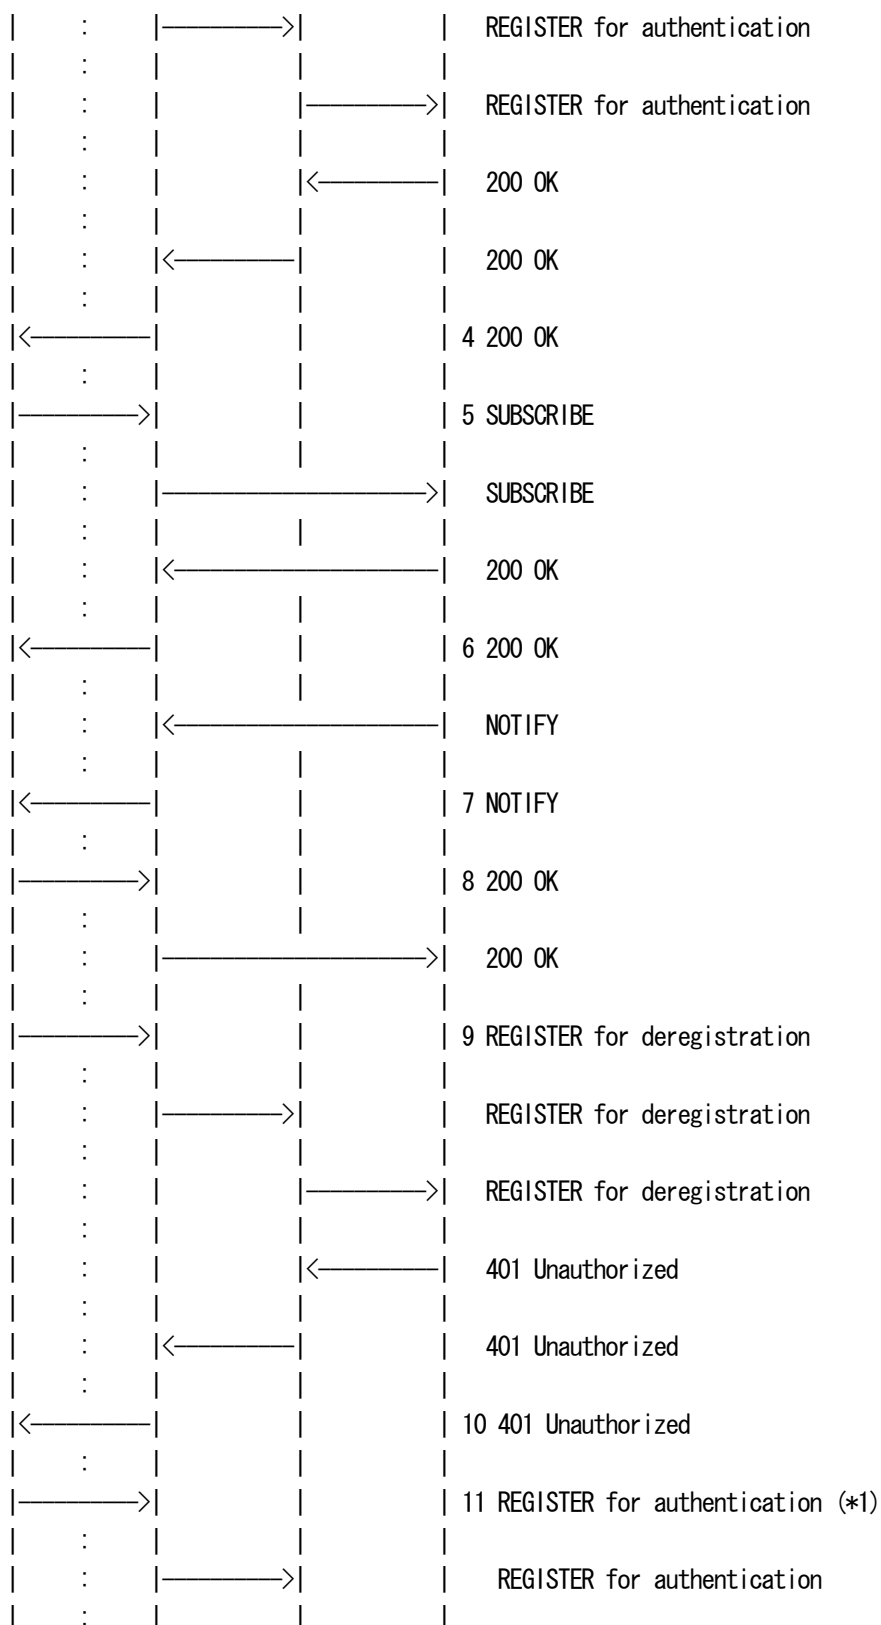 REGISTER for authentication
REGISTER for authentication
200 OK
200 OK
4 200 OK
5 SUBSCRIBE
SUBSCRIBE
200 OK
6 200 OK
NOTIFY
7 NOTIFY
8 200 OK
200 OK
9 REGISTER for deregistration
REGISTER for deregistration
REGISTER for deregistration
401 Unauthorized
401 Unauthorized
10 401 Unauthorized
11 REGISTER for authentication (*1)
REGISTER for authentication